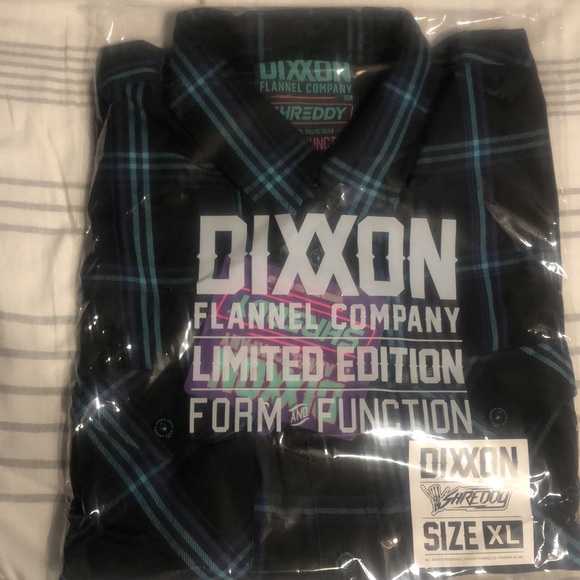 DIXXON
FLANNEL COMPANY
SHREDDY
DIXXON
FLANNEL COMPANY
LIMITED EDITION
FORM AND FUNCTION
DIXXON
SHREDDY
SIZE XL